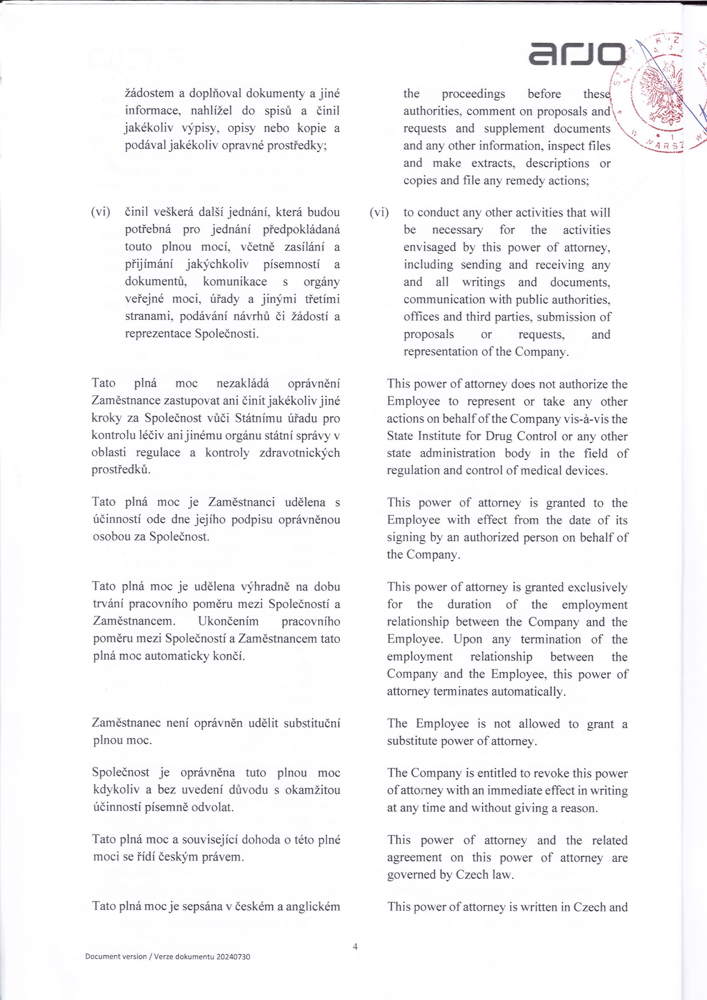 arjo
žádostem a doplňoval dokumenty a jiné
informace, nahlížel do spisů a činil
jakékoliv výpisy, opisy nebo kopie a
podával jakékoliv opravné prostředky;
(vi) činil veškerá další jednání, která budou
potřebná pro jednání předpokládaná
touto plnou mocí, včetně zasílání a
přijímání jakýchkoliv písemností a
dokumentů, komunikace s orgány
veřejné moci, úřady a jinými třetími
stranami, podávání návrhů či žádostí a
reprezentace Společnosti.
Tato plná moc nezakládá oprávnění
Zaměstnance zastupovat ani činit jakékoliv jiné
kroky za Společnost vůči Státnímu úřadu pro
kontrolu léčiv ani jinému orgánu státní správy v
oblasti regulace a kontroly zdravotnických
prostředků.
Tato plná moc je Zaměstnanci udělena s
účinností ode dne jejího podpisu oprávněnou
osobou za Společnost.
Tato plná moc je udělena výhradně na dobu
trvání pracovního poměru mezi Společností a
Zaměstnancem. Ukončením pracovního
poměru mezi Společností a Zaměstnancem tato
plná moc automaticky končí.
Zaměstnanec není oprávněn udělit substituční
plnou moc.
Společnost je oprávněna tuto plnou moc
kdykoliv a bez uvedení důvodu s okamžitou
účinností písemně odvolat.
Tato plná moc a související dohoda o této plné
moci se řídí českým právem.
Tato plná moc je sepsána v českém a anglickém
the proceedings before these
authorities, comment on proposals and
requests and supplement documents
and any other information, inspect files
and make extracts, descriptions or
copies and file any remedy actions;
(vi) to conduct any other activities that will
be necessary for the activities
envisaged by this power of attorney,
including sending and receiving any
and all writings and documents,
communication with public authorities,
offices and third parties, submission of
proposals or requests, and
representation of the Company.
This power of attorney does not authorize the
Employee to represent or take any other
actions on behalf of the Company vis-à-vis the
State Institute for Drug Control or any other
state administration body in the field of
regulation and control of medical devices.
This power of attorney is granted to the
Employee with effect from the date of its
signing by an authorized person on behalf of
the Company.
This power of attorney is granted exclusively
for the duration of the employment
relationship between the Company and the
Employee. Upon any termination of the
employment relationship between the
Company and the Employee, this power of
attorney terminates automatically.
The Employee is not allowed to grant a
substitute power of attorney.
The Company is entitled to revoke this power
of attorney with an immediate effect in writing
at any time and without giving a reason.
This power of attorney and the related
agreement on this power of attorney are
governed by Czech law.
This power of attorney is written in Czech and
4
Document version / Verze dokumentu 20240730